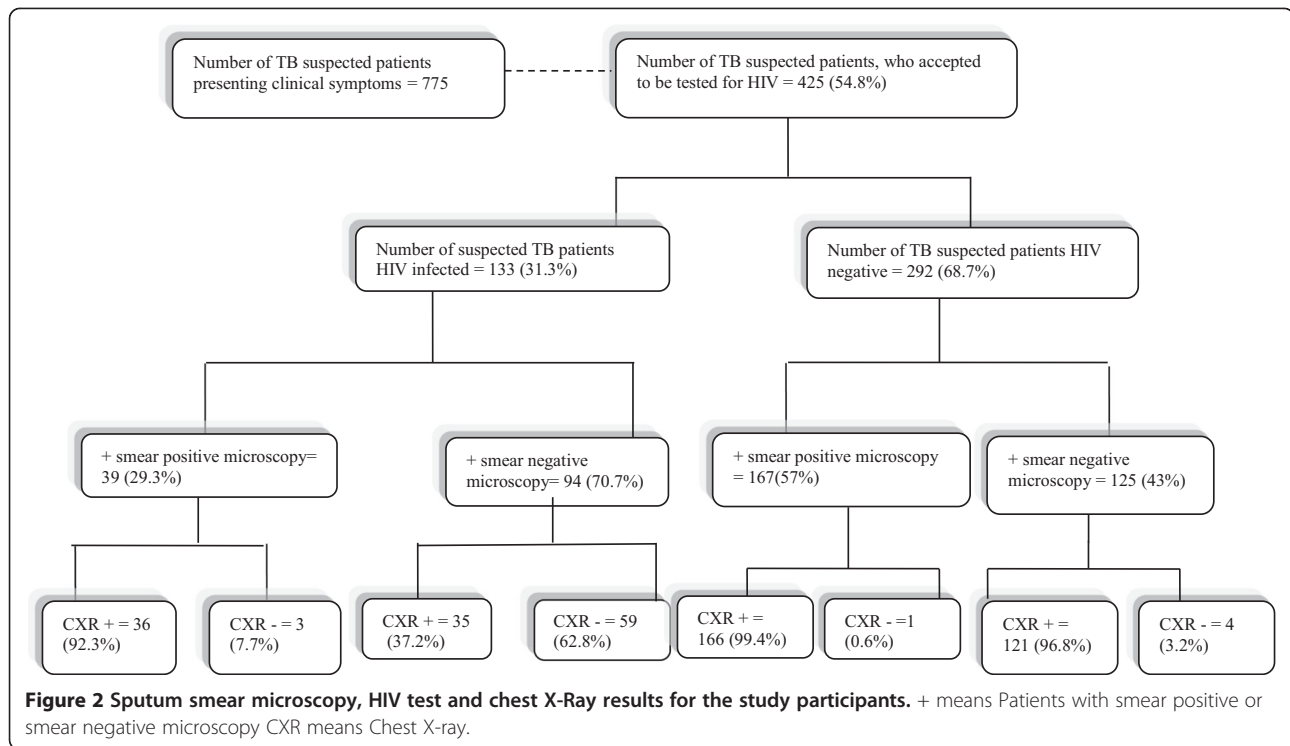 Number of TB suspected patients
presenting clinical symptoms = 775
Number of TB suspected patients, who accepted
to be tested for HIV = 425 (54.8%)
Number of suspected TB patients
HIV infected = 133 (31.3%)
Number of TB suspected patients HIV
negative = 292 (68.7%)
+ smear positive microscopy=
39 (29.3%)
+ smear negative
microscopy= 94 (70.7%)
+ smear positive microscopy
= 167(57%)
+ smear negative
microscopy = 125 (43%)
CXR + = 36
(92.3%)
CXR - = 3
(7.7%)
CXR + = 35
(37.2%)
CXR - = 59
(62.8%)
CXR + =
166 (99.4%)
CXR - =1
(0.6%)
CXR + =
121 (96.8%)
CXR - = 4
(3.2%)
Figure 2 Sputum smear microscopy, HIV test and chest X-Ray results for the study participants. + means Patients with smear positive or
smear negative microscopy CXR means Chest X-ray.